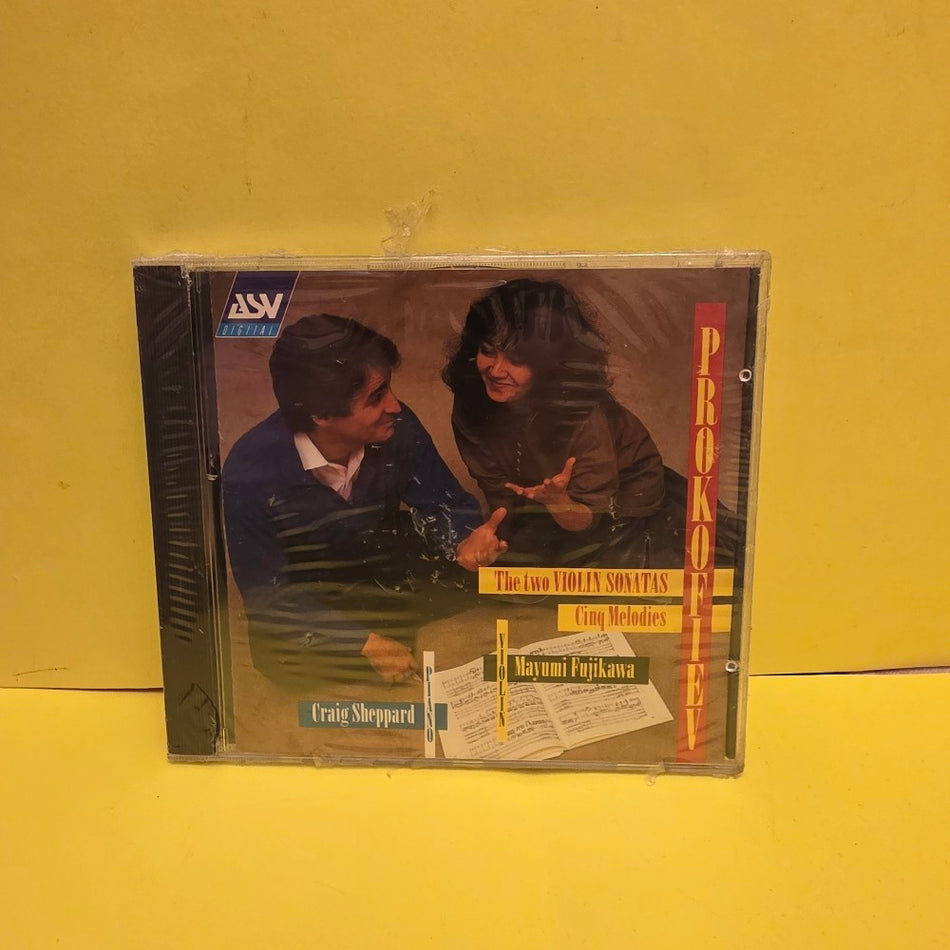 ASV
DIGITAL
PROKOFIEV
The two VIOLIN SONATAS
Cinq Melodies
VIOLIN
Mayumi Fujikawa
PIANO
Craig Sheppard